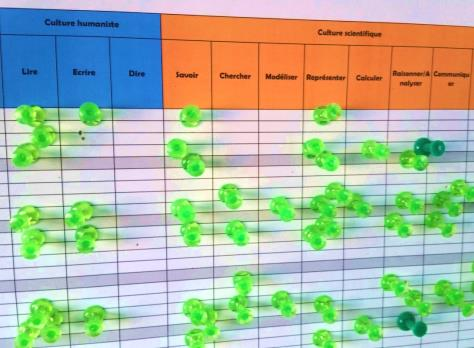 Culture humaniste
Culture scientifique
Lire
Ecrire
Dire
Savoir
Chercher
Modéliser
Représenter
Calculer
Raisonner/A
nalyser
Communiqu
er